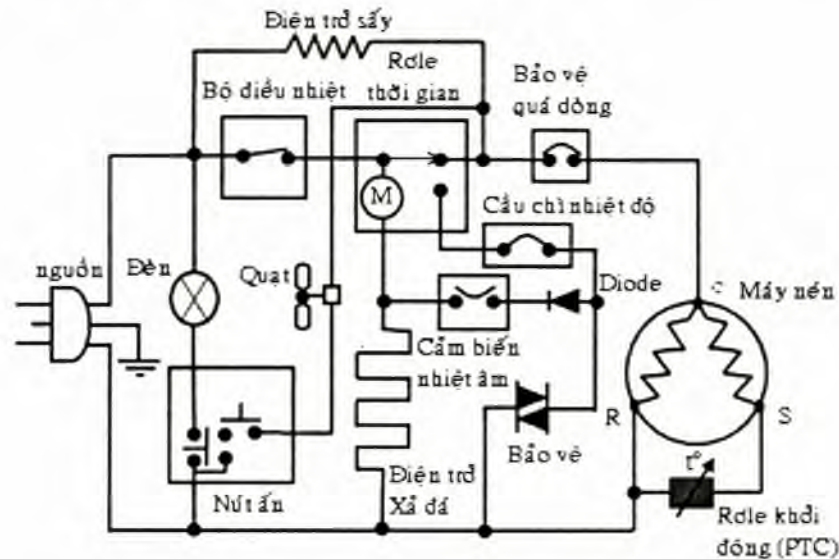 Điện trở sấy
Rơle
thời gian
Bộ điều nhiệt
Bảo vệ
quá dòng
M
Cầu chì nhiệt độ
nguồn
Đèn
Quạt
Diode
C
Máy nén
Cảm biến
nhiệt âm
R
S
Bảo vệ
t°
Nút ấn
Điện trở
Xả đá
Rơle khởi
động (PTC)